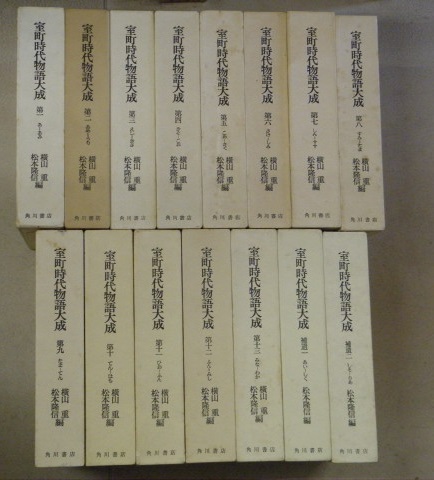 室町時代物語大成
第一
横山 重
松本隆信 編
角川書店
室町時代物語大成
第二
横山 重
松本隆信 編
角川書店
室町時代物語大成
第三
横山 重
松本隆信 編
角川書店
室町時代物語大成
第四
横山 重
松本隆信 編
角川書店
室町時代物語大成
第五
横山 重
松本隆信 編
角川書店
室町時代物語大成
第六
横山 重
松本隆信 編
角川書店
室町時代物語大成
第七
横山 重
松本隆信 編
角川書店
室町時代物語大成
第八
横山 重
松本隆信 編
角川書店
室町時代物語大成
第九
横山 重
松本隆信 編
角川書店
室町時代物語大成
第十
横山 重
松本隆信 編
角川書店
室町時代物語大成
第十一
横山 重
松本隆信 編
角川書店
室町時代物語大成
第十二
横山 重
松本隆信 編
角川書店
室町時代物語大成
第十三 みな-わか
横山 重
松本隆信 編
角川書店
室町時代物語大成
補遺一 あい-しく
松本隆信 編
角川書店
室町時代物語大成
補遺二
松本隆信 編
角川書店